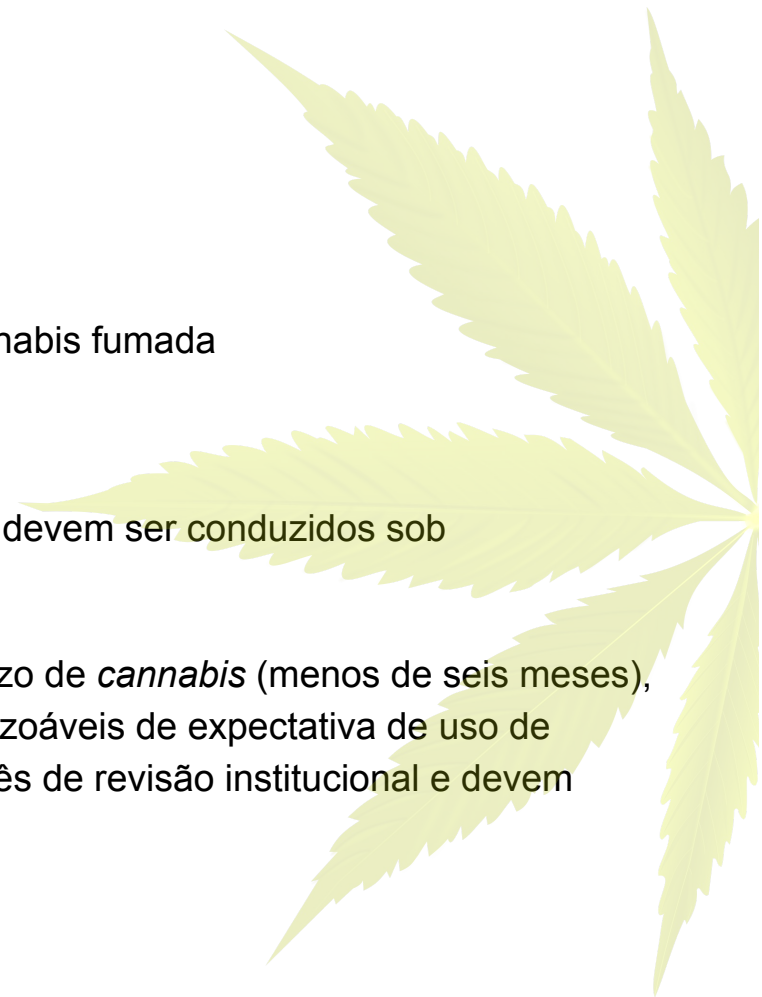 nabis fumada
devem ser conduzidos sob
zo de cannabis (menos de seis meses),
zoáveis de expectativa de uso de
ês de revisão institucional e devem